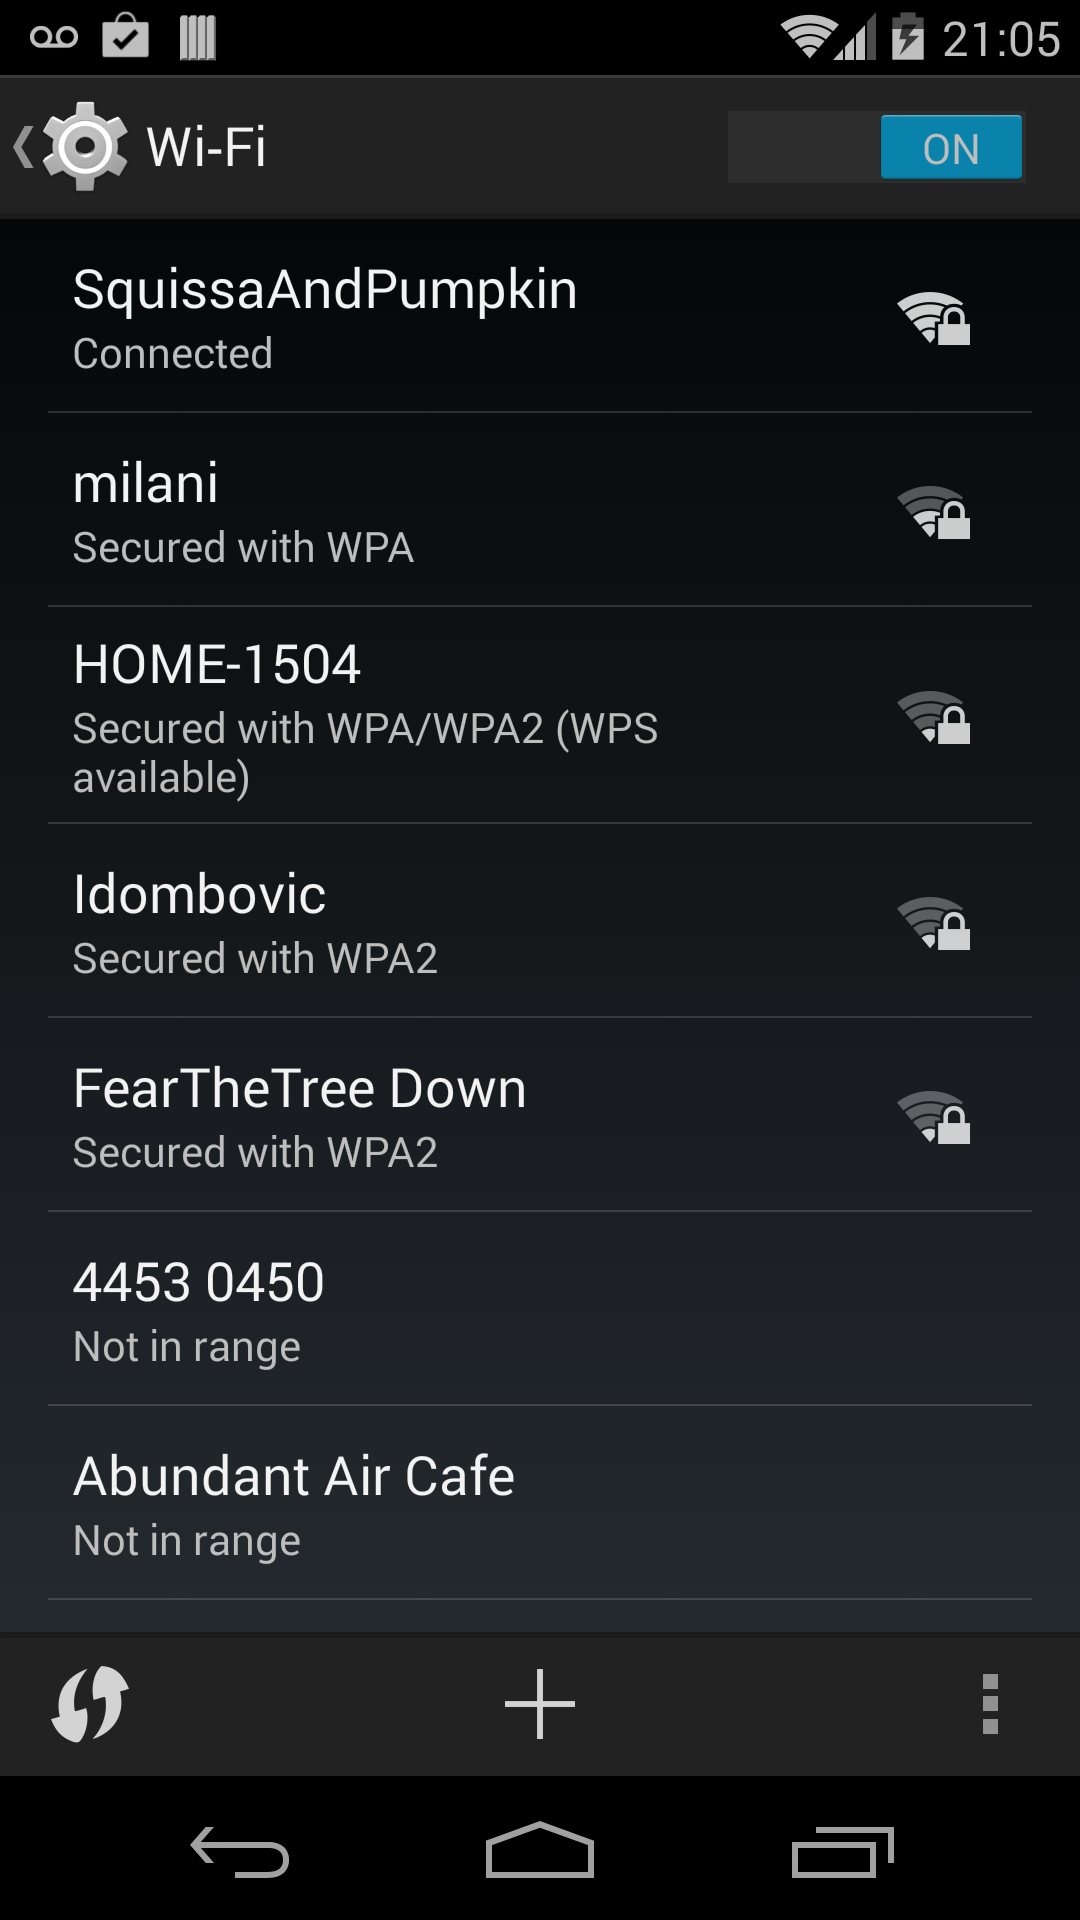 21:05
Wi-Fi
ON
SquissaAndPumpkin
Connected
milani
Secured with WPA
HOME-1504
Secured with WPA/WPA2 (WPS
available)
Idombovic
Secured with WPA2
FearTheTree Down
Secured with WPA2
4453 0450
Not in range
Abundant Air Cafe
Not in range